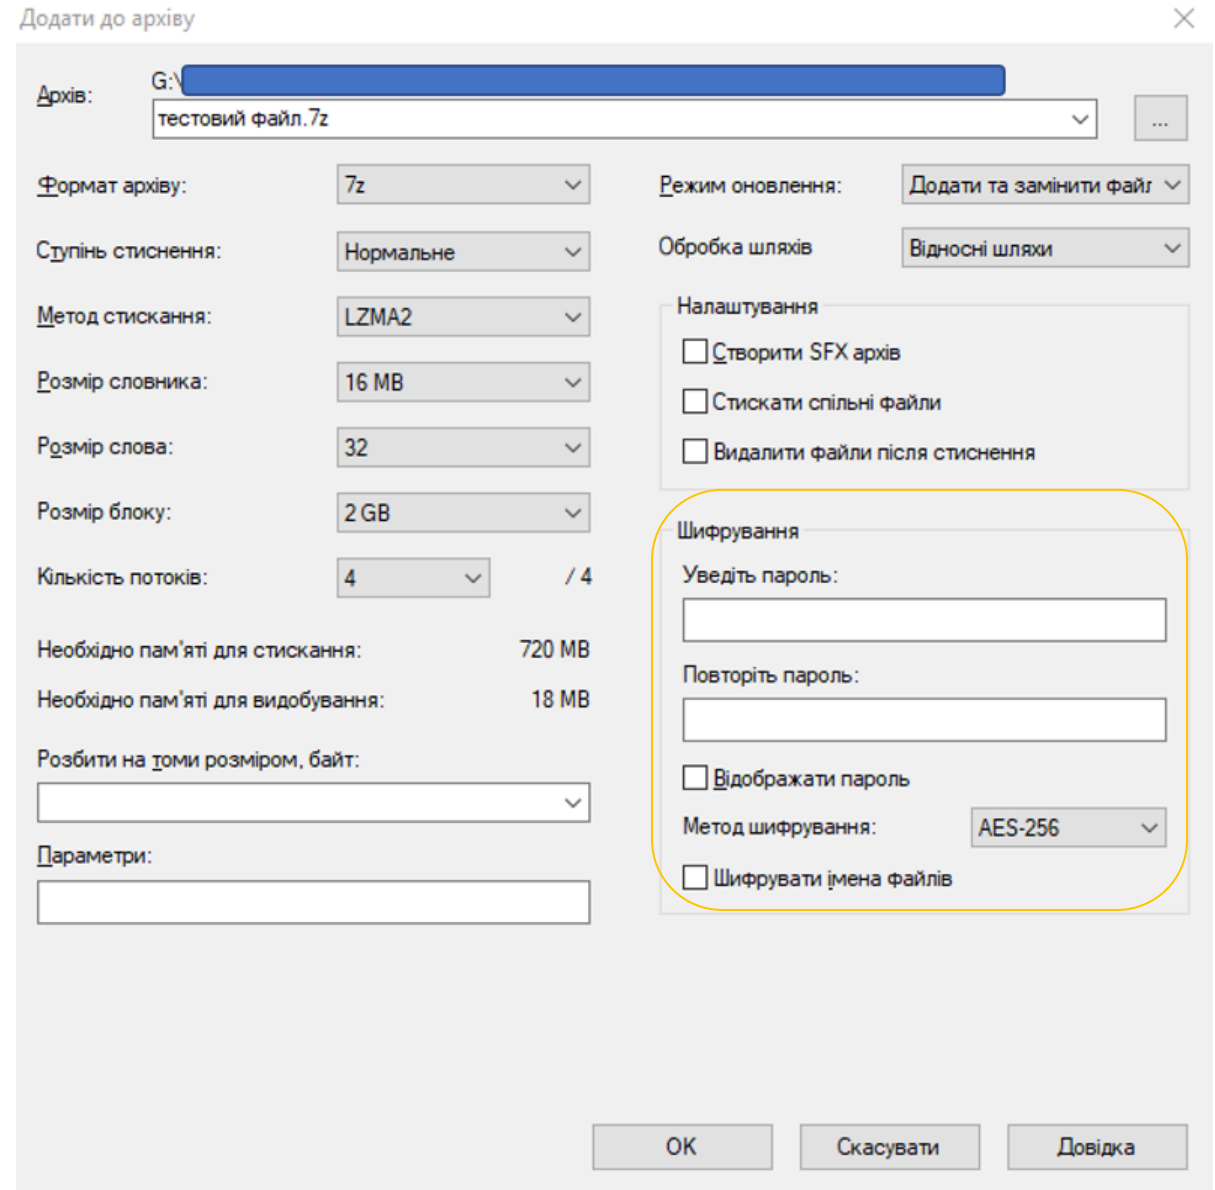 Додати до архіву
Архів:
G:\
тестовий файл.7z
...
Формат архіву:
7z
Ступінь стиснення:
Нормальне
Метод стискання:
LZMA2
Розмір словника:
16 MB
Розмір слова:
32
Розмір блоку:
2 GB
Кількість потоків:
4
/ 4
Необхідно пам'яті для стискання:
720 MB
Необхідно пам'яті для видобування:
18 MB
Розбити на томи розміром, байт:
Параметри:
Режим оновлення:
Додати та замінити файл
Обробка шляхів
Відносні шляхи
Налаштування
Створити SFX архів
Стискати спільні файли
Видалити файли після стиснення
Шифрування
Уведіть пароль:
Повторіть пароль:
Відображати пароль
Метод шифрування:
AES-256
Шифрувати імена файлів
OK
Скасувати
Довідка